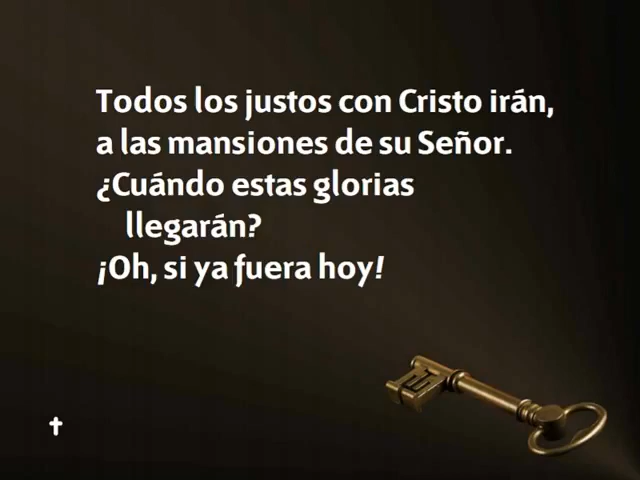 Todos los justos con Cristo irán,
a las mansiones de su Señor.
¿Cuándo estas glorias
llegarán?
¡Oh, si ya fuera hoy!